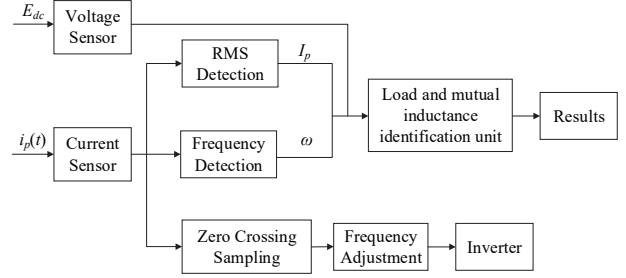 E_dc
Voltage
Sensor
RMS
Detection
I_p
Load and mutual
inductance
identification unit
Results
i_p(t)
Current
Sensor
Frequency
Detection
ω
Zero Crossing
Sampling
Frequency
Adjustment
Inverter